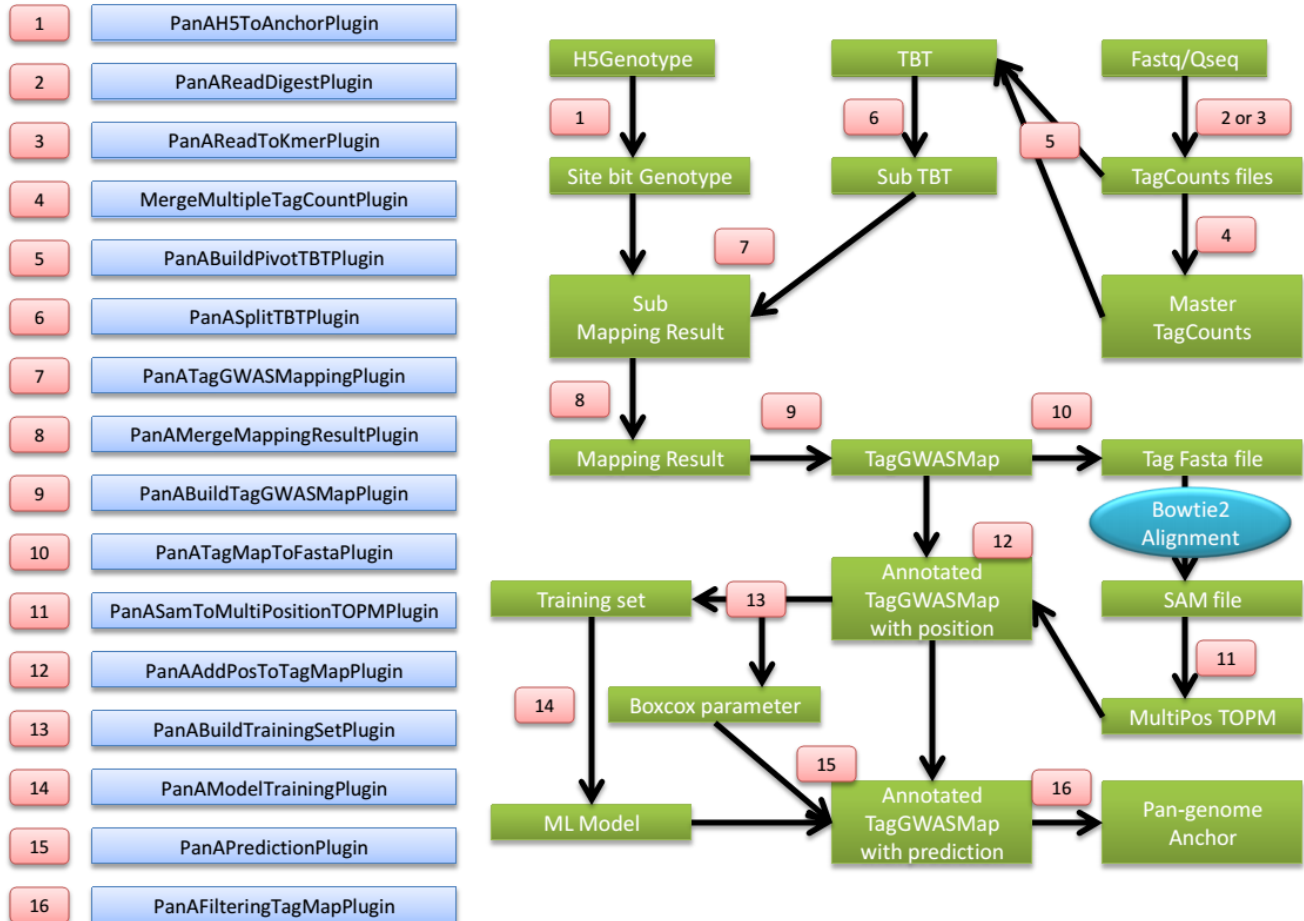 1 PanAH5ToAnchorPlugin
2 PanAReadDigestPlugin
3 PanAReadToKmerPlugin
4 MergeMultipleTagCountPlugin
5 PanABuildPivotTBTPlugin
6 PanASplitTBTPlugin
7 PanATagGWASMappingPlugin
8 PanAMergeMappingResultPlugin
9 PanABuildTagGWASMapPlugin
10 PanATagMapToFastaPlugin
11 PanASamToMultiPositionTOPMPlugin
12 PanAAddPosToTagMapPlugin
13 PanABuildTrainingSetPlugin
14 PanAModelTrainingPlugin
15 PanAPredictionPlugin
16 PanAFilteringTagMapPlugin
H5Genotype
TBT
Fastq/Qseq
1
6
5
2 or 3
Site bit Genotype
Sub TBT
TagCounts files
7
4
Sub
Mapping Result
Master
TagCounts
8
9
10
Mapping Result
TagGWASMap
Tag Fasta file
Bowtie2
Alignment
12
Annotated
TagGWASMap
with position
Training set
13
SAM file
11
14
Boxcox parameter
MultiPos TOPM
15
16
ML Model
Annotated
TagGWASMap
with prediction
Pan-genome
Anchor